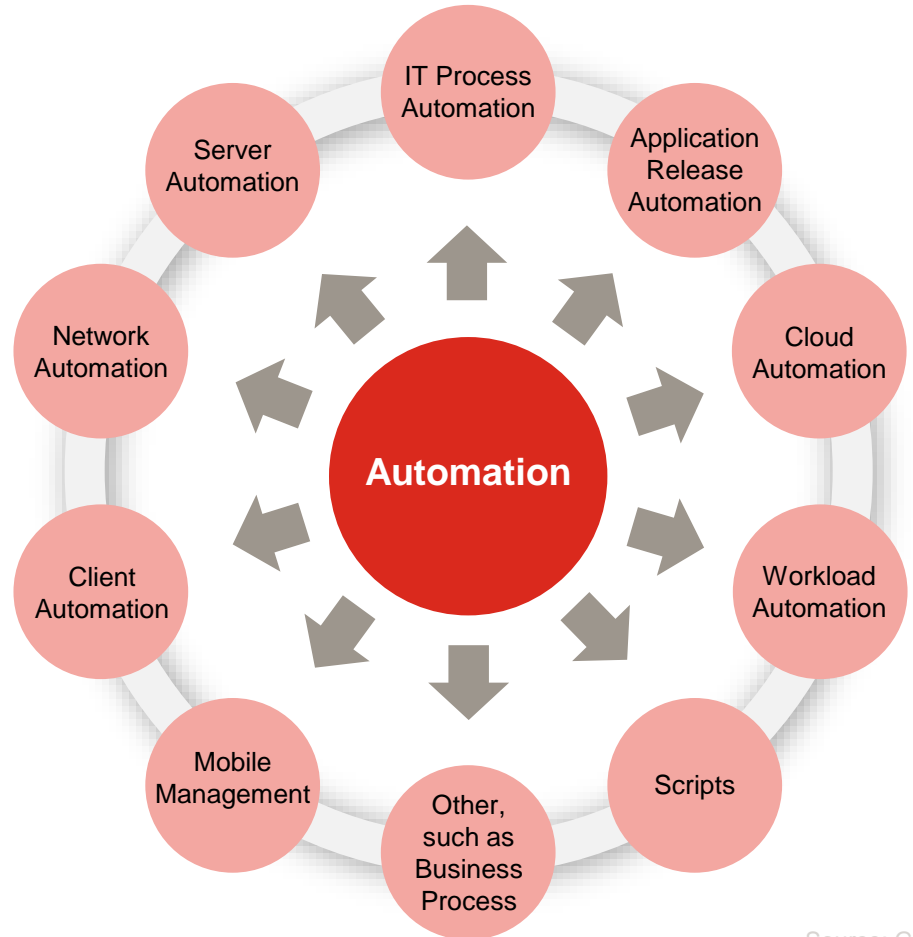 IT Process
Automation
Application
Release
Automation
Cloud
Automation
Workload
Automation
Scripts
Other,
such as
Business
Process
Mobile
Management
Client
Automation
Network
Automation
Server
Automation
Automation